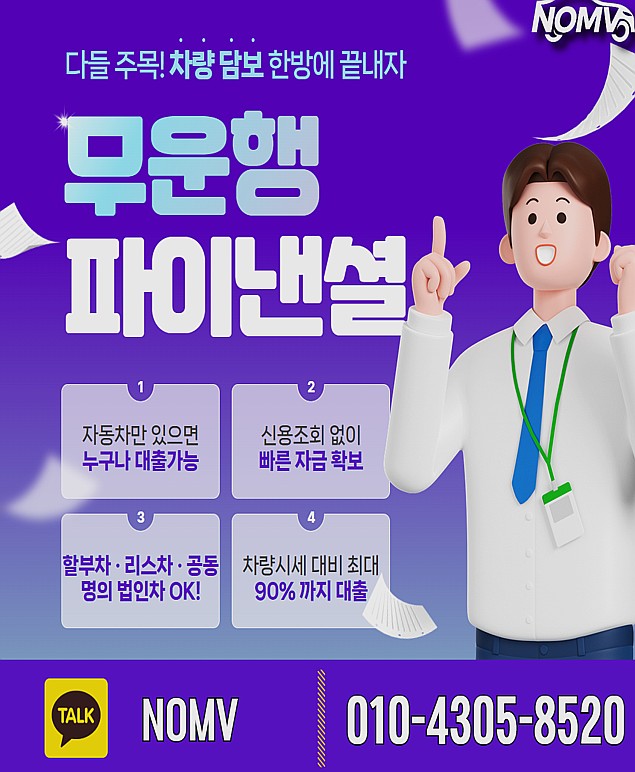 NOMV
다들 주목! 차량 담보 한방에 끝내자
무운행
파이낸셜
1
자동차만 있으면
누구나 대출가능
2
신용조회 없이
빠른 자금 확보
3
할부차·리스차·공동
명의 법인차 OK!
4
차량시세 대비 최대
90% 까지 대출
TALK
NOMV
010-4305-8520